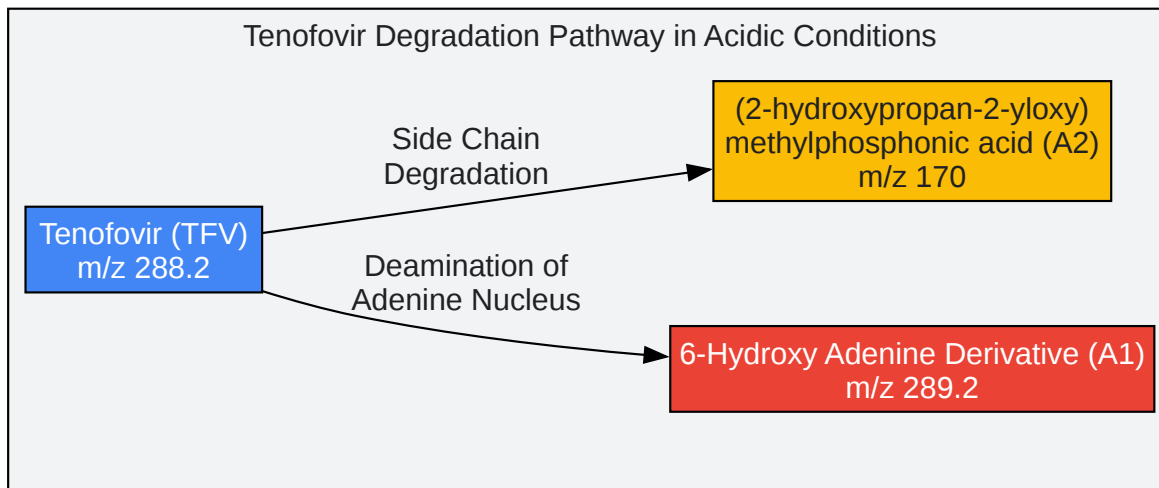 Tenofovir Degradation Pathway in Acidic Conditions
Side Chain
Degradation
(2-hydroxypropan-2-yloxy)
methylphosphonic acid (A2)
m/z 170
Tenofovir (TFV)
m/z 288.2
Deamination of
Adenine Nucleus
6-Hydroxy Adenine Derivative (A1)
m/z 289.2